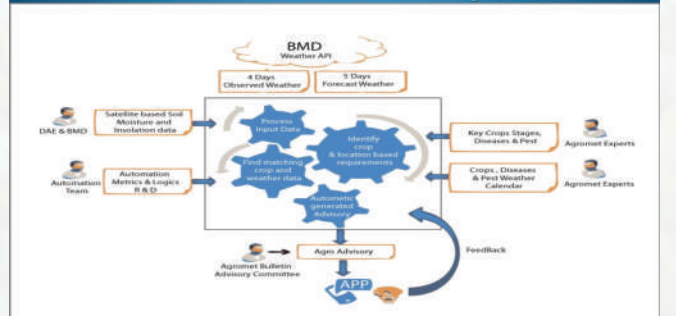 BMD
Weather API
4 Days
Observed Weather
5 Days
Forecast Weather
DAE & BMD
Satellite based Soil
Moisture and
Insolation data
Process
Input Data
Identify
crop
& location based
requirements
Key Crops Stages,
Diseases & Pest
Agromet Experts
Automation
Team
Automation
Metrics & Logics
R & D
Find matching
crop and
weather data
Crops , Diseases
& Pest Weather
Calendar
Agromet Experts
Automatic
generated
Advisory
Agromet Bulletin
Advisory Committee
Agro Advisory
FeedBack
APP